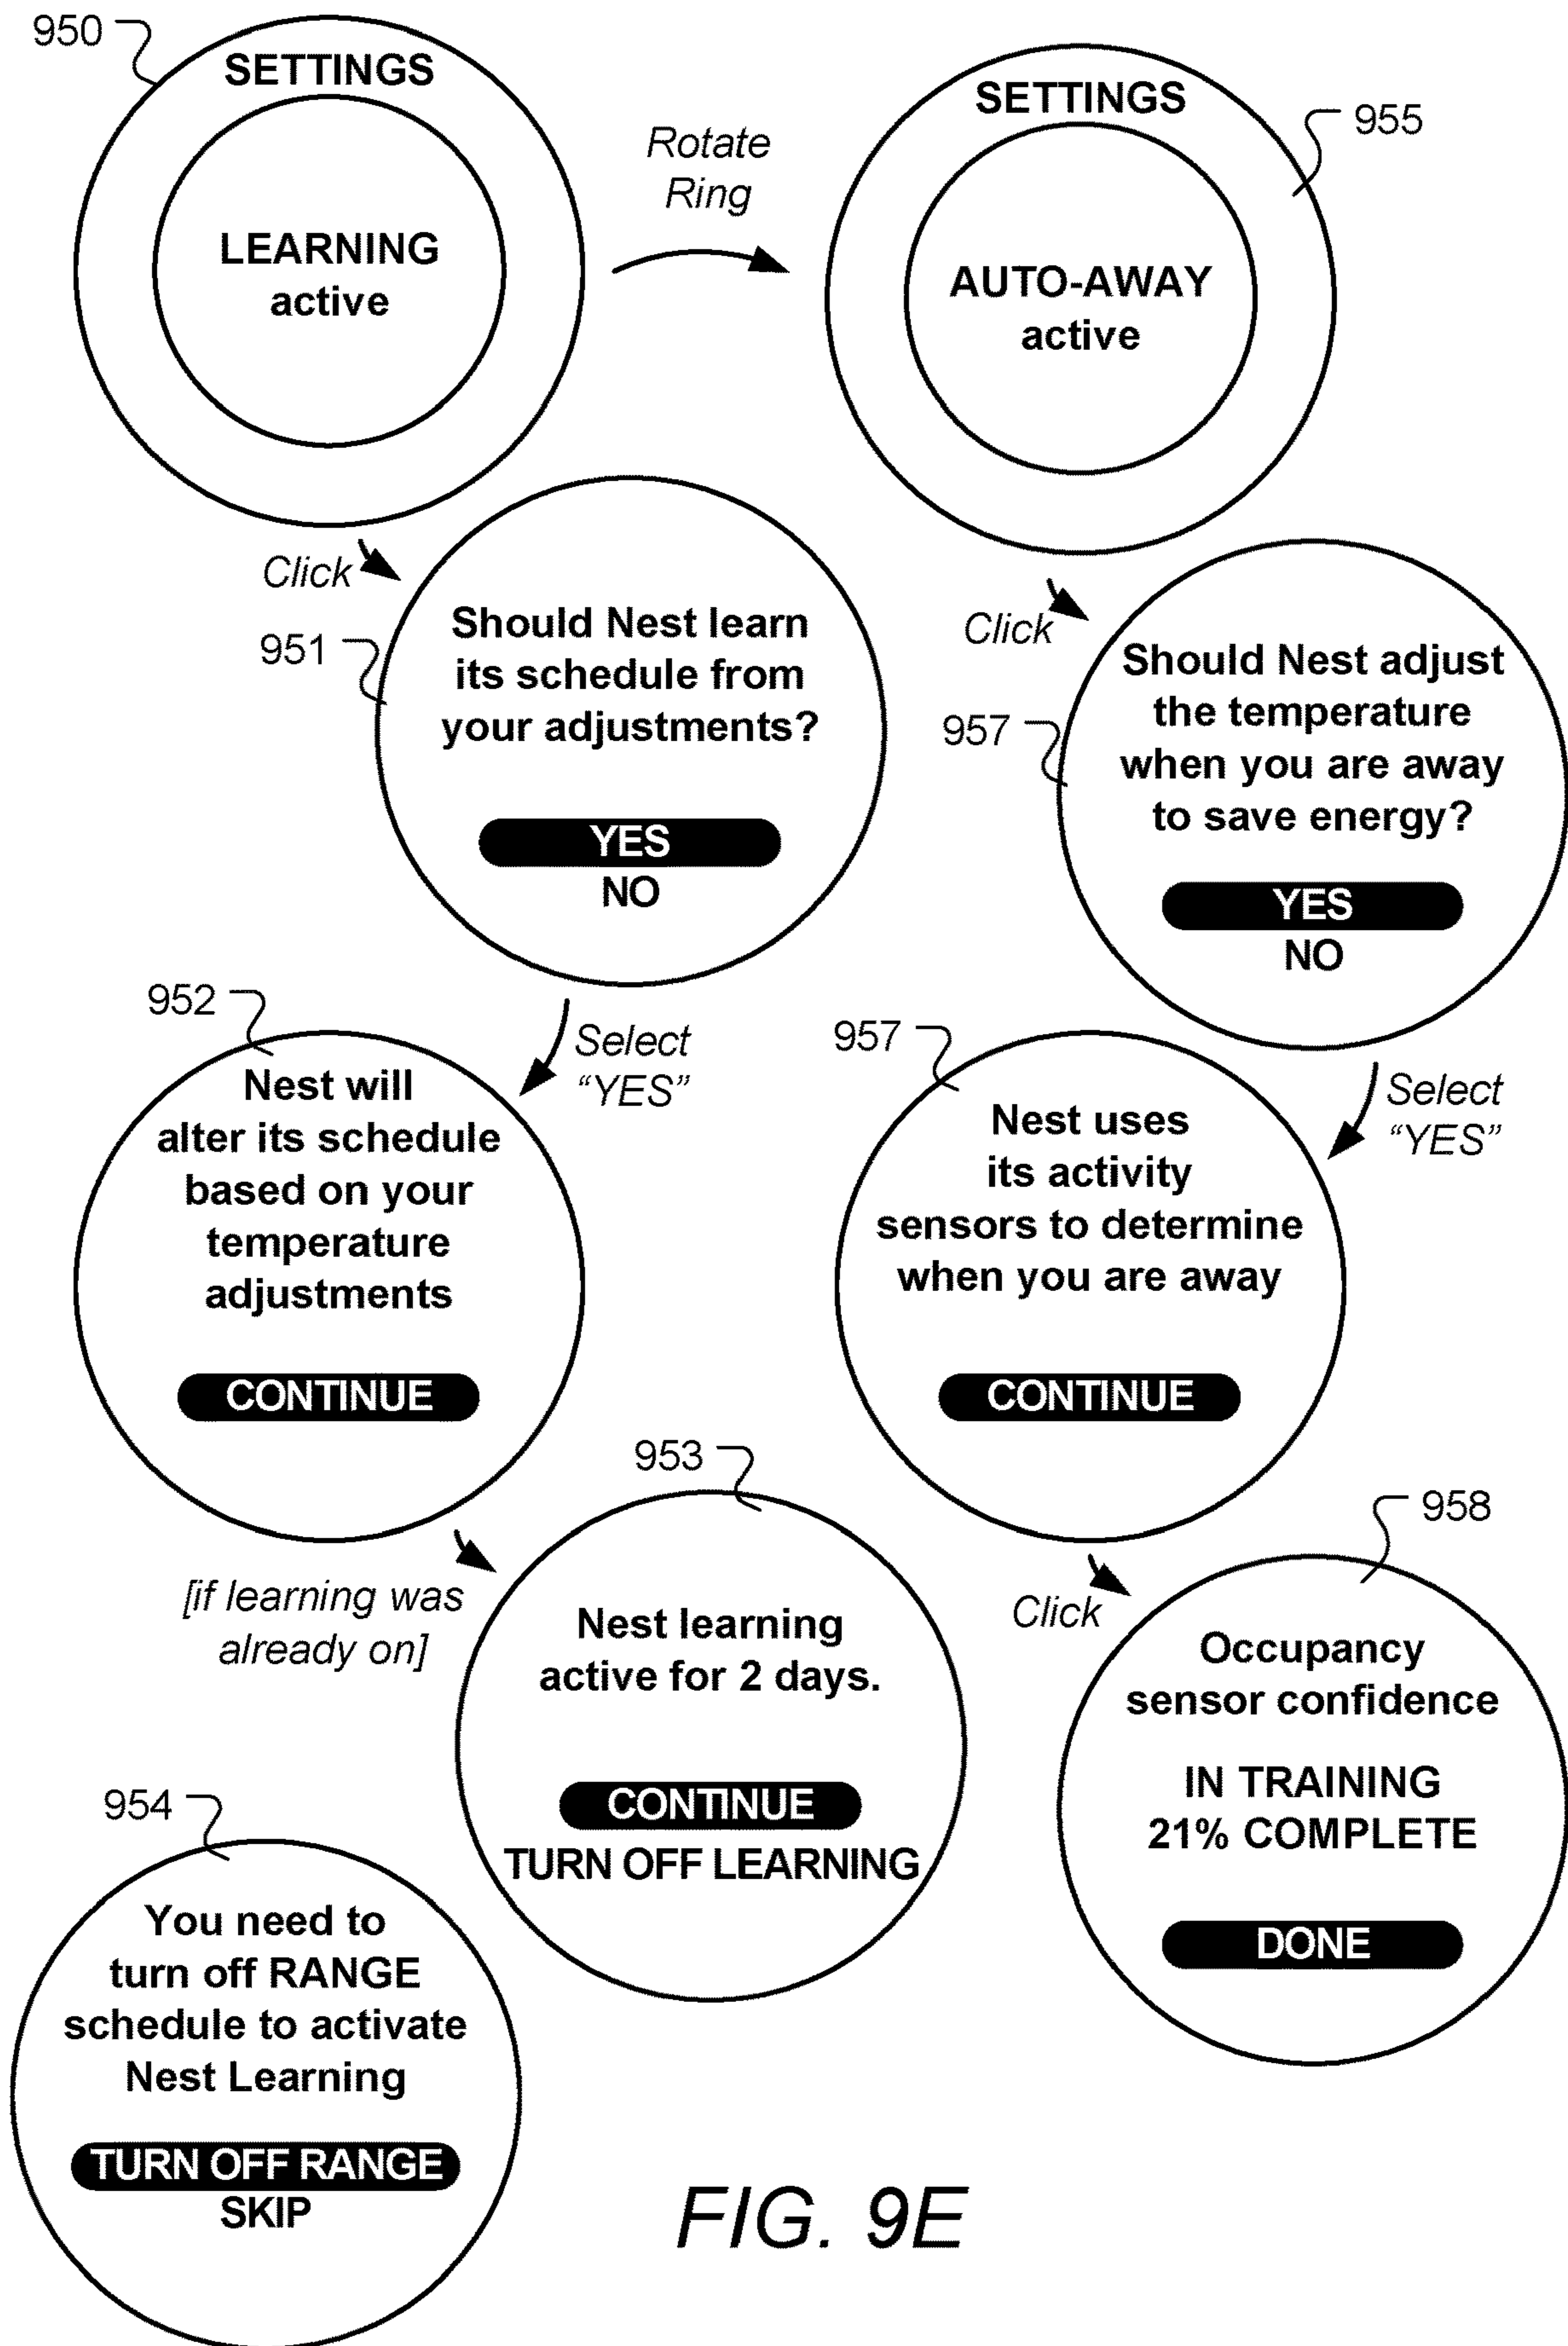 950
SETTINGS
LEARNING
active
Rotate
Ring
SETTINGS
955
AUTO-AWAY
active
Click
951
Should Nest learn
its schedule from
your adjustments?
YES
NO
Click
957
Should Nest adjust
the temperature
when you are away
to save energy?
YES
NO
952
Select
“YES”
Nest will
alter its schedule
based on your
temperature
adjustments
CONTINUE
957
Select
“YES”
Nest uses
its activity
sensors to determine
when you are away
CONTINUE
[if learning was
already on]
953
Nest learning
active for 2 days.
CONTINUE
TURN OFF LEARNING
Click
958
Occupancy
sensor confidence
IN TRAINING
21% COMPLETE
DONE
954
You need to
turn off RANGE
schedule to activate
Nest Learning
TURN OFF RANGE
SKIP
FIG. 9E